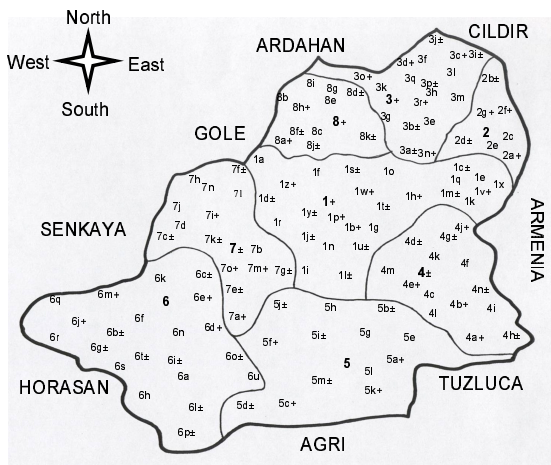 North
West East
South
ARDAHAN
CILDIR
GOLE
SENKAYA
ARMENIA
HORASAN
TUZLUCA
AGRI
8i
8b
8g
8d±
8e
8h+
8+
8f±
8c
8k±
8a+
8j±
3j±
3c+
3i±
3d+
3f
3o+
3l
3q
3k
3p±
3h
3+
3r+
3m
3g
3b±
3e
3a±
3n+
2b±
2g+
2f+
2
2c
2d±
2e
2a+
1a
1f
1s±
1o
1c±
1q
1e
1z+
1w+
1m±
1v+
1x
1d±
1+
1h+
1k
1y±
1p+
1t±
1r
1b+
1g
1j±
1n
1u±
1i
1l±
7f±
7h
7n
7l
7j
7i+
7d
7c±
7k±
7±
7b
7o+
7m+
7g±
7e±
7a+
4j+
4d±
4g±
4k
4f
4m
4±
4e+
4c
4n±
4b+
4i
4l
4a+
4h±
6k
6c±
6q
6m+
6
6e+
6j+
6f
6r
6b±
6n
6d+
6g±
6s
6t±
6i±
6o±
6a
6u
6h
6l±
6p±
5j±
5h
5b±
5f+
5i±
5g
5e
5
5a+
5l
5m±
5k+
5d±
5c+